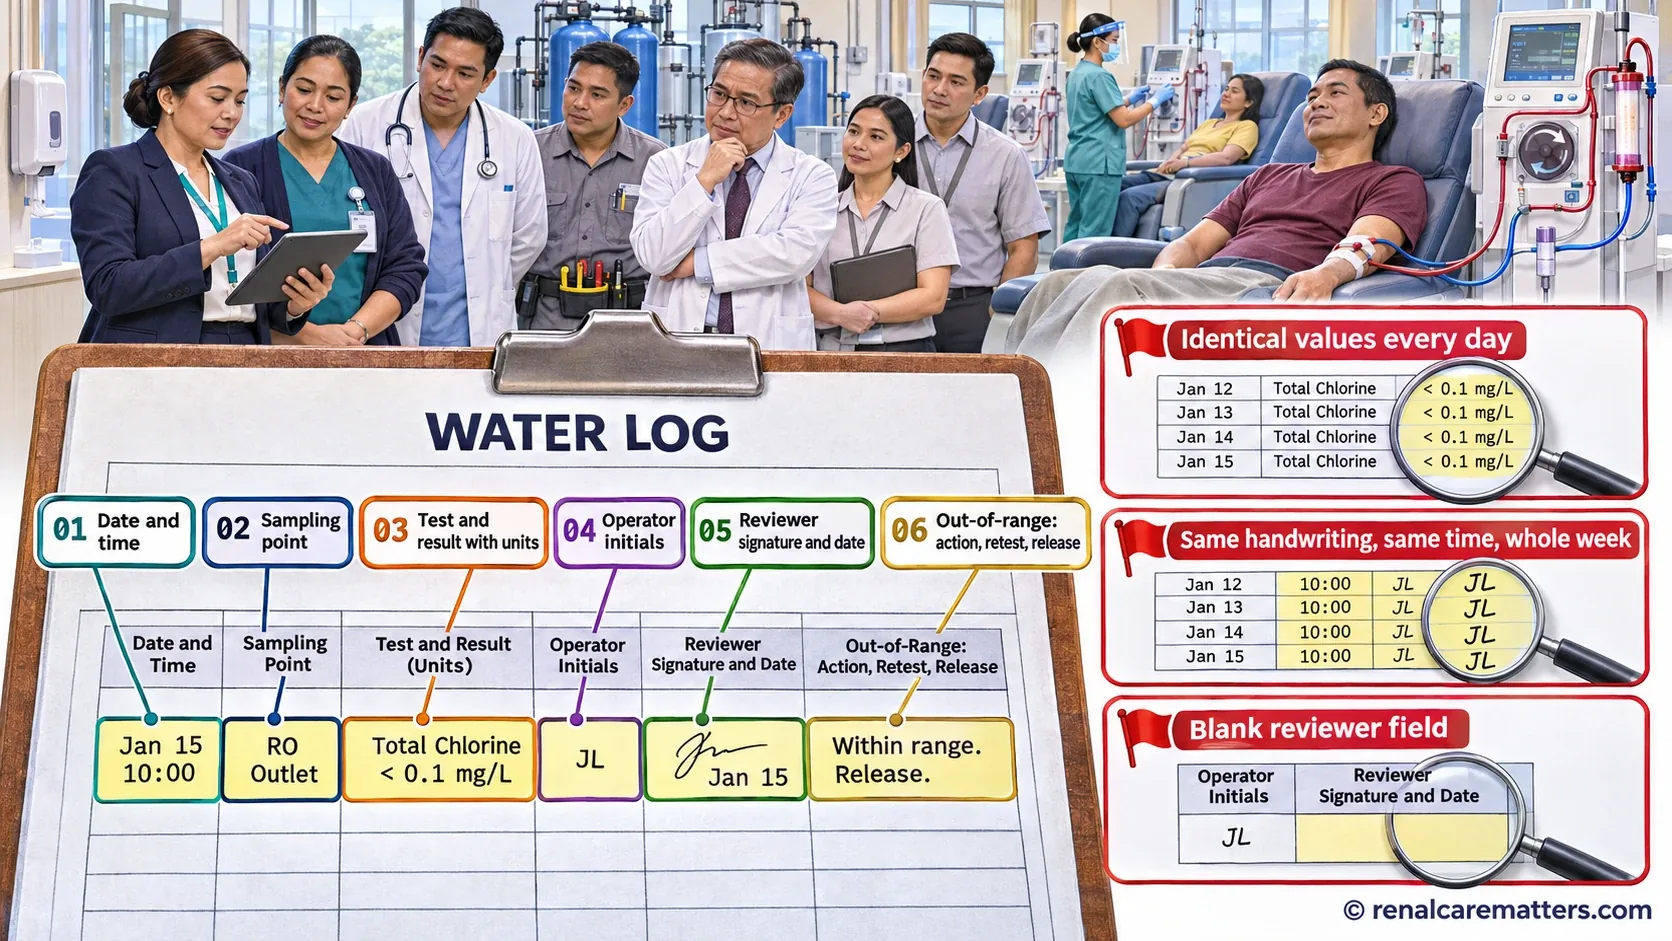 WATER LOG
01 Date and time
02 Sampling point
03 Test and result with units
04 Operator initials
05 Reviewer signature and date
06 Out-of-range: action, retest, release
Date and Time
Sampling Point
Test and Result (Units)
Operator Initials
Reviewer Signature and Date
Out-of-Range: Action, Retest, Release
Jan 15 10:00
RO Outlet
Total Chlorine < 0.1 mg/L
JL
Jan 15
Within range. Release.
Identical values every day
Jan 12 Total Chlorine < 0.1 mg/L
Jan 13 Total Chlorine < 0.1 mg/L
Jan 14 Total Chlorine < 0.1 mg/L
Jan 15 Total Chlorine < 0.1 mg/L
Same handwriting, same time, whole week
Jan 12 10:00 JL JL
Jan 13 10:00 JL JL
Jan 14 10:00 JL JL
Jan 15 10:00 JL JL
Blank reviewer field
Operator Initials
Reviewer Signature and Date
JL
© renalcarematters.com